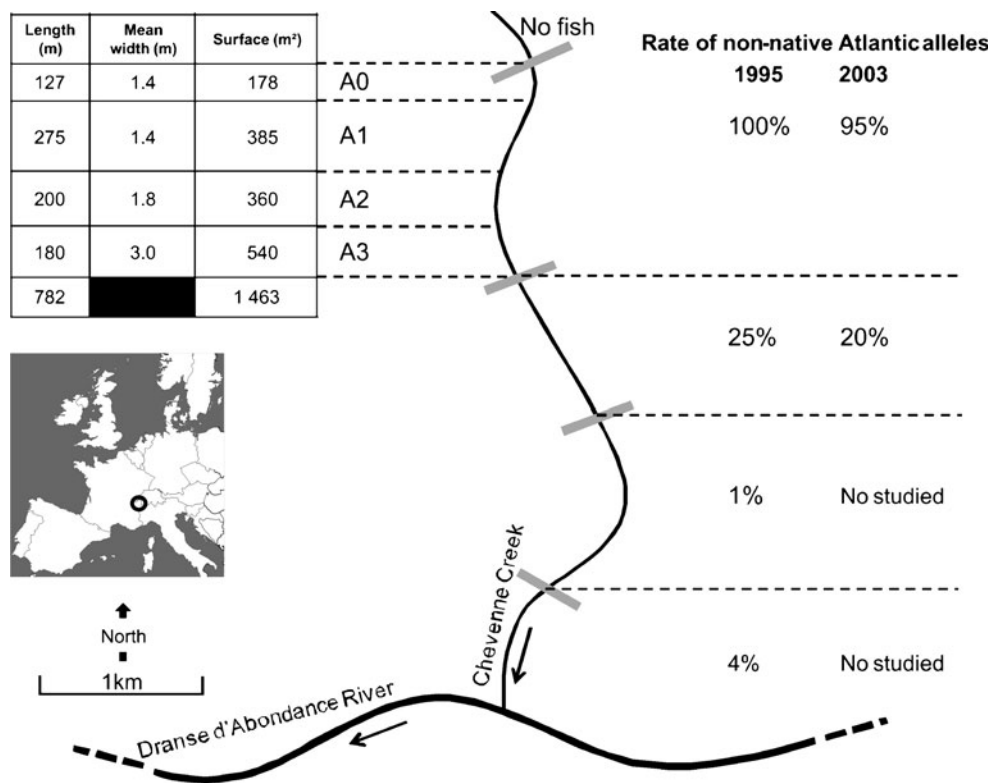 Length (m) Mean width (m) Surface (m²)
127 1.4 178
275 1.4 385
200 1.8 360
180 3.0 540
782 1 463
A0
A1
A2
A3
No fish
Rate of non-native Atlantic alleles
1995 2003
100% 95%
25% 20%
1% No studied
4% No studied
North
1km
Chevenne Creek
Dranse d'Abondance River